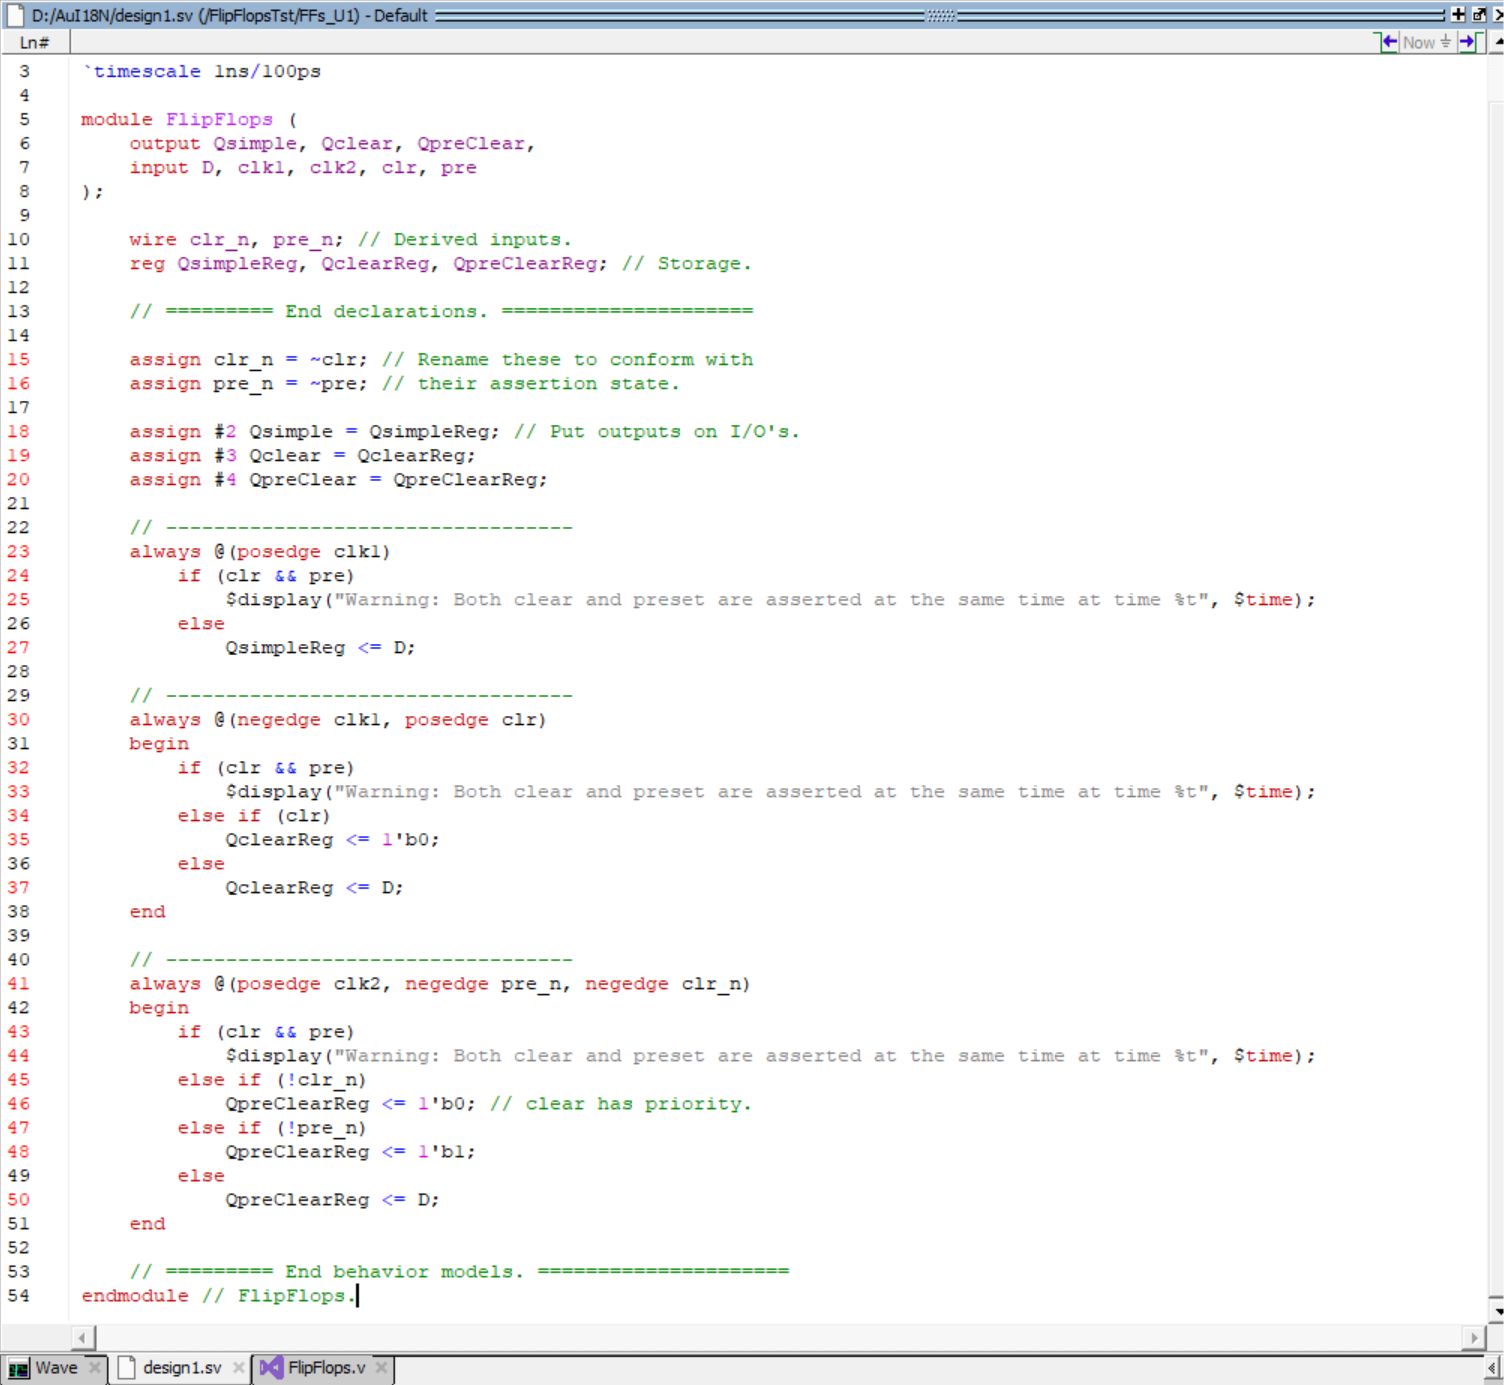 D:/AuI18N/design1.sv (/FlipFlopsTst/FFs_U1) - Default
Ln#
Now
3 `timescale 1ns/100ps
4
5 module FlipFlops (
6 output Qsimple, Qclear, QpreClear,
7 input D, clk1, clk2, clr, pre
8 );
9
10 wire clr_n, pre_n; // Derived inputs.
11 reg QsimpleReg, QclearReg, QpreClearReg; // Storage.
12
13 // ========= End declarations. =====================
14
15 assign clr_n = ~clr; // Rename these to conform with
16 assign pre_n = ~pre; // their assertion state.
17
18 assign #2 Qsimple = QsimpleReg; // Put outputs on I/O's.
19 assign #3 Qclear = QclearReg;
20 assign #4 QpreClear = QpreClearReg;
21
22 // ----------------------------------
23 always @(posedge clk1)
24 if (clr && pre)
25 $display("Warning: Both clear and preset are asserted at the same time at time %t", $time);
26 else
27 QsimpleReg <= D;
28
29 // ----------------------------------
30 always @(negedge clk1, posedge clr)
31 begin
32 if (clr && pre)
33 $display("Warning: Both clear and preset are asserted at the same time at time %t", $time);
34 else if (clr)
35 QclearReg <= 1'b0;
36 else
37 QclearReg <= D;
38 end
39
40 // ----------------------------------
41 always @(posedge clk2, negedge pre_n, negedge clr_n)
42 begin
43 if (clr && pre)
44 $display("Warning: Both clear and preset are asserted at the same time at time %t", $time);
45 else if (!clr_n)
46 QpreClearReg <= 1'b0; // clear has priority.
47 else if (!pre_n)
48 QpreClearReg <= 1'b1;
49 else
50 QpreClearReg <= D;
51 end
52
53 // ========= End behavior models. =====================
54 endmodule // FlipFlops.
Wave design1.sv FlipFlops.v